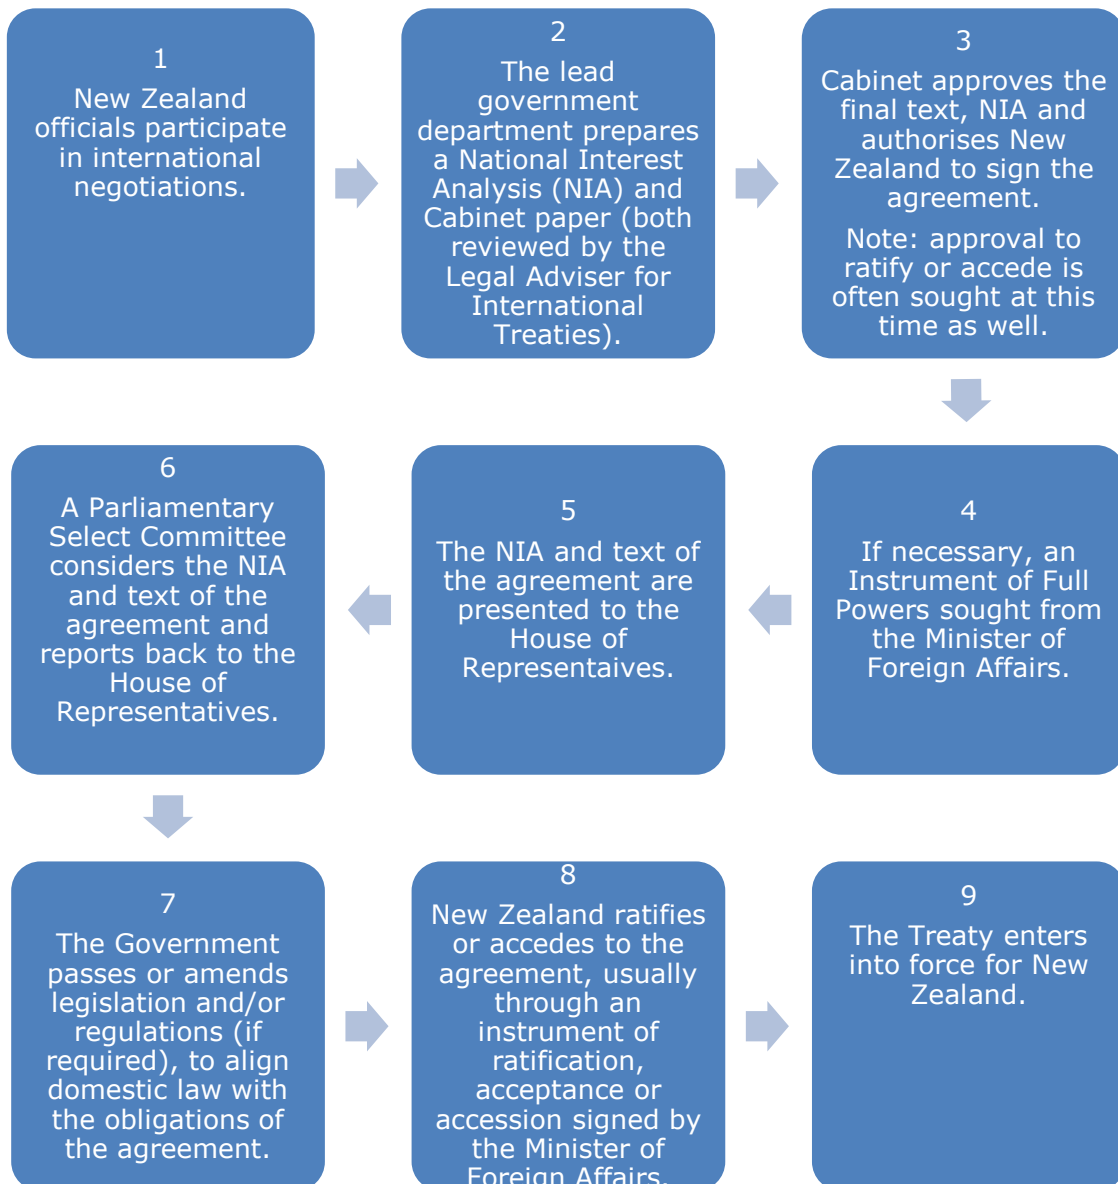 1
New Zealand
officials participate
in international
negotiations.
2
The lead
government
department prepares
a National Interest
Analysis (NIA) and
Cabinet paper (both
reviewed by the
Legal Adviser for
International
Treaties).
3
Cabinet approves the
final text, NIA and
authorises New
Zealand to sign the
agreement.
Note: approval to
ratify or accede is
often sought at this
time as well.
4
If necessary, an
Instrument of Full
Powers sought from
the Minister of
Foreign Affairs.
5
The NIA and text of
the agreement are
presented to the
House of
Representaives.
6
A Parliamentary
Select Committee
considers the NIA
and text of the
agreement and
reports back to the
House of
Representatives.
7
The Government
passes or amends
legislation and/or
regulations (if
required), to align
domestic law with
the obligations of
the agreement.
8
New Zealand ratifies
or accedes to the
agreement, usually
through an
instrument of
ratification,
acceptance or
accession signed by
the Minister of
Foreign Affairs.
9
The Treaty enters
into force for New
Zealand.